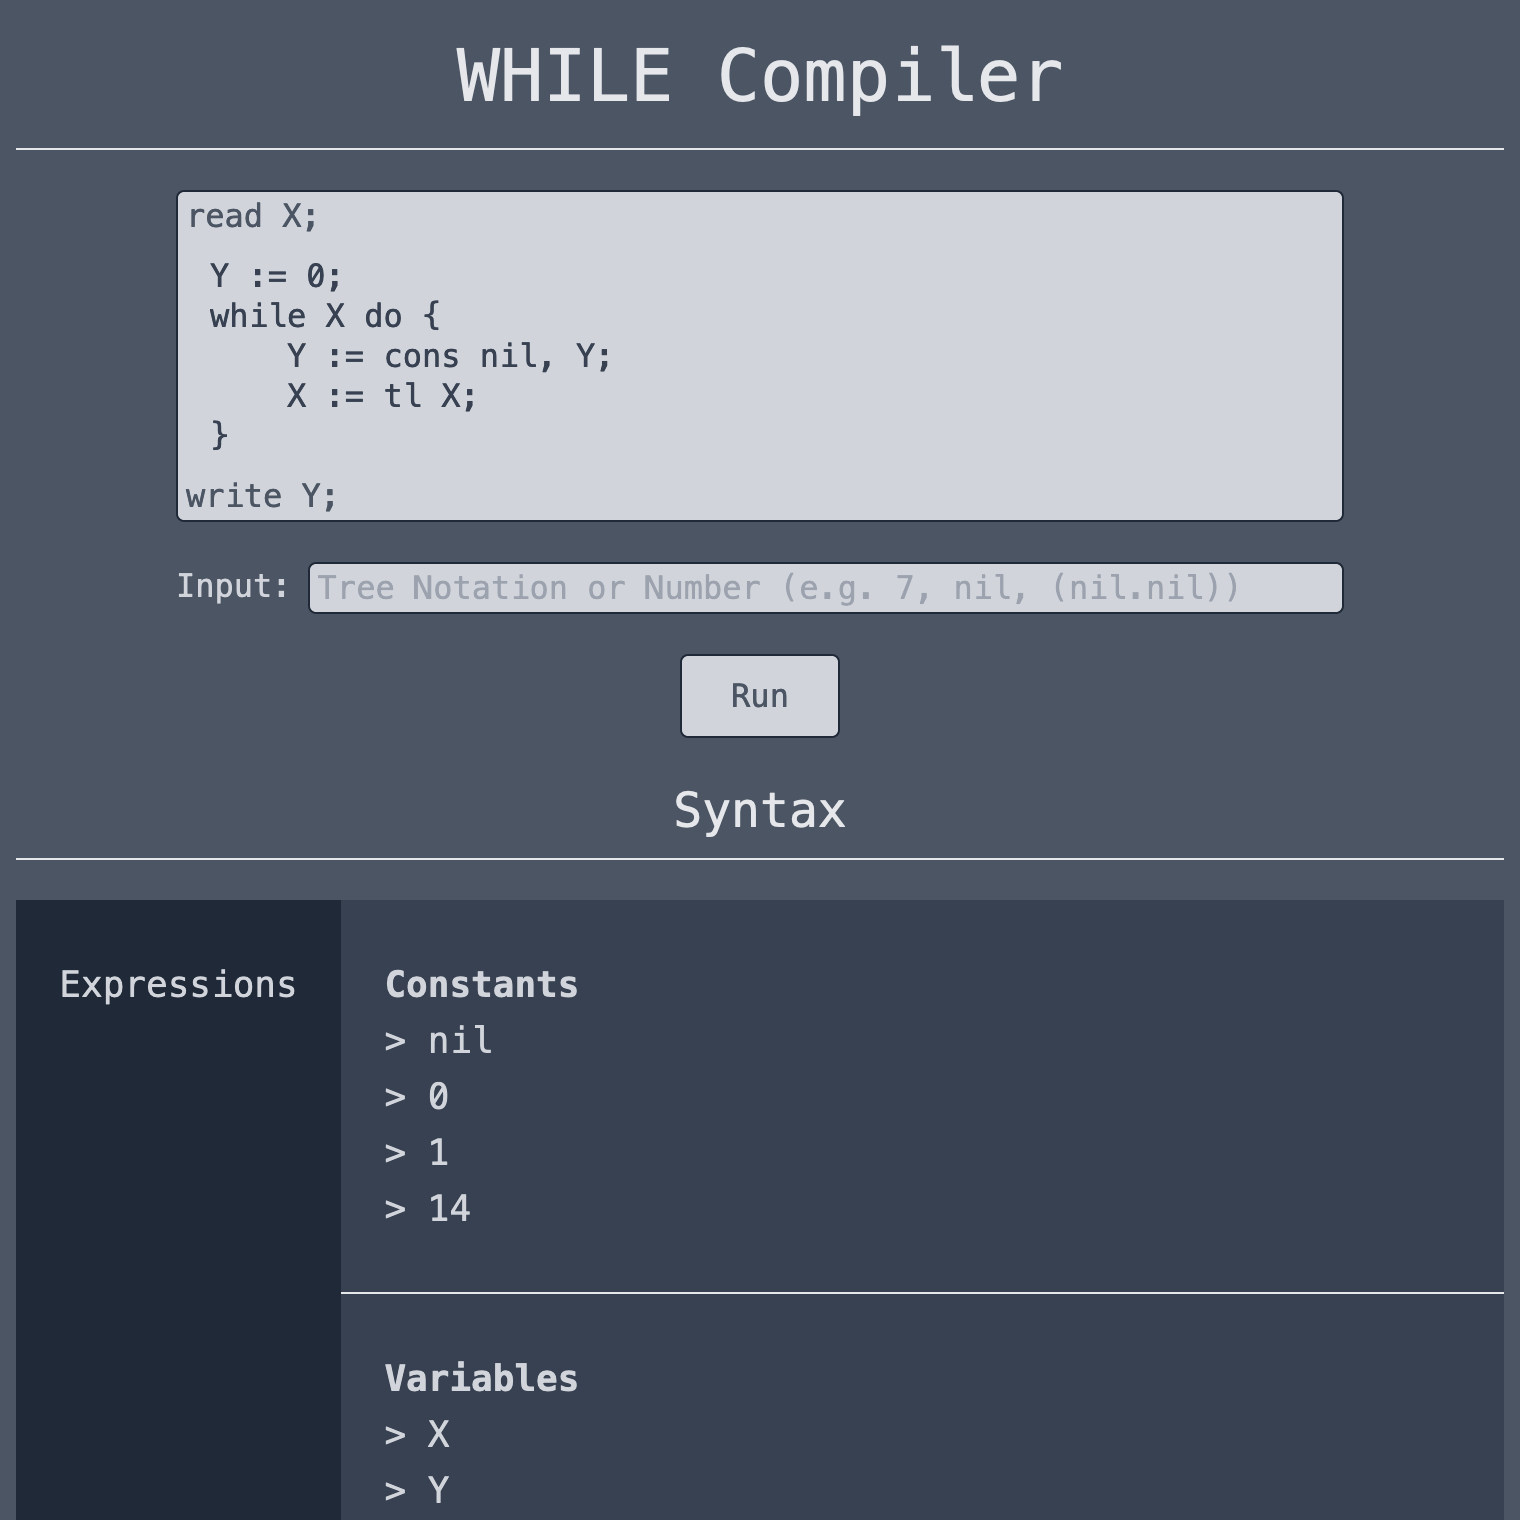 WHILE Compiler
read X;
Y := 0;
while X do {
Y := cons nil, Y;
X := tl X;
}
write Y;
Input: Tree Notation or Number (e.g. 7, nil, (nil.nil))
Run
Syntax
Expressions
Constants
> nil
> 0
> 1
> 14
Variables
> X
> Y